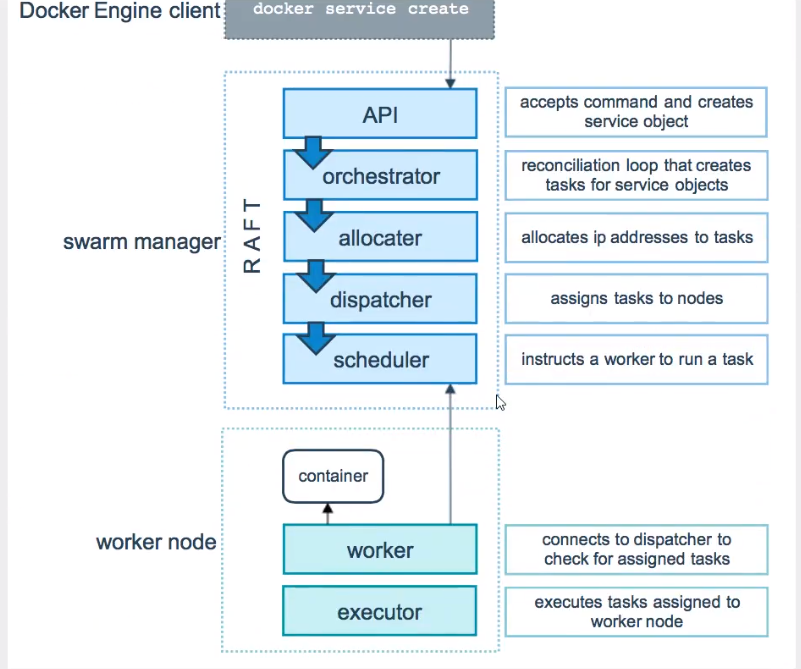 Docker Engine client
docker service create
API
accepts command and creates
service object
orchestrator
reconciliation loop that creates
tasks for service objects
swarm manager
RAFT
allocater
allocates ip addresses to tasks
dispatcher
assigns tasks to nodes
scheduler
instructs a worker to run a task
container
worker node
worker
connects to dispatcher to
check for assigned tasks
executor
executes tasks assigned to
worker node